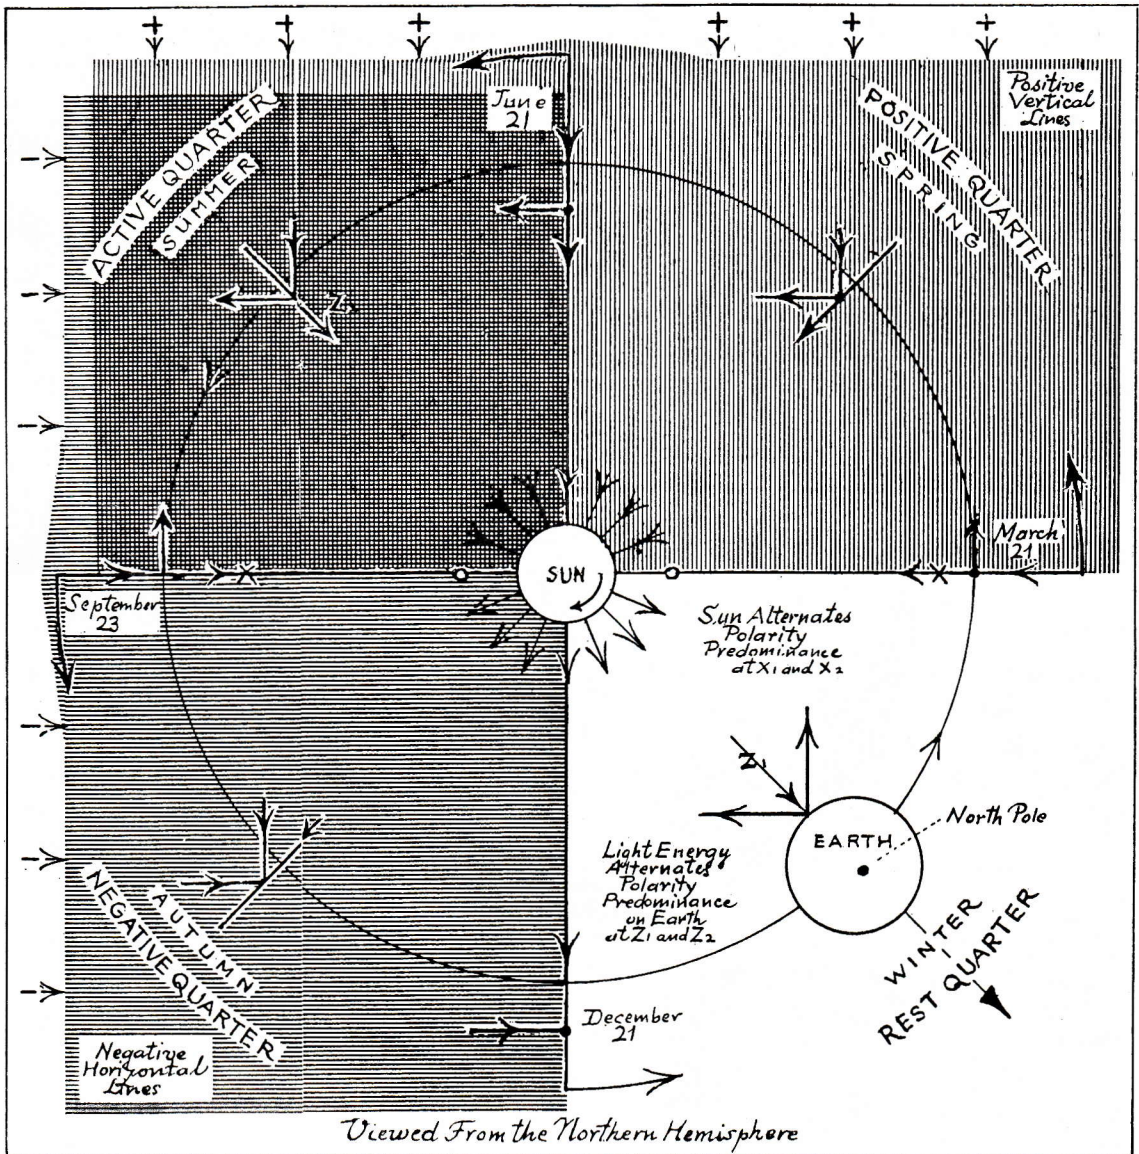 + + + + + +
June
21
Positive
Vertical
Lines
ACTIVE QUARTER
SUMMER
POSITIVE QUARTER
SPRING
- - - - - -
Z
March
21
SUN
X
X
September
23
Sun Alternates
Polarity
Predominance
at X1 and X2
Z1
EARTH
North Pole
Light Energy
Alternates
Polarity
Predominance
on Earth
at Z1 and Z2
WINTER
REST QUARTER
AUTUMN
NEGATIVE QUARTER
December
21
Negative
Horizontal
Lines
Viewed From the Northern Hemisphere